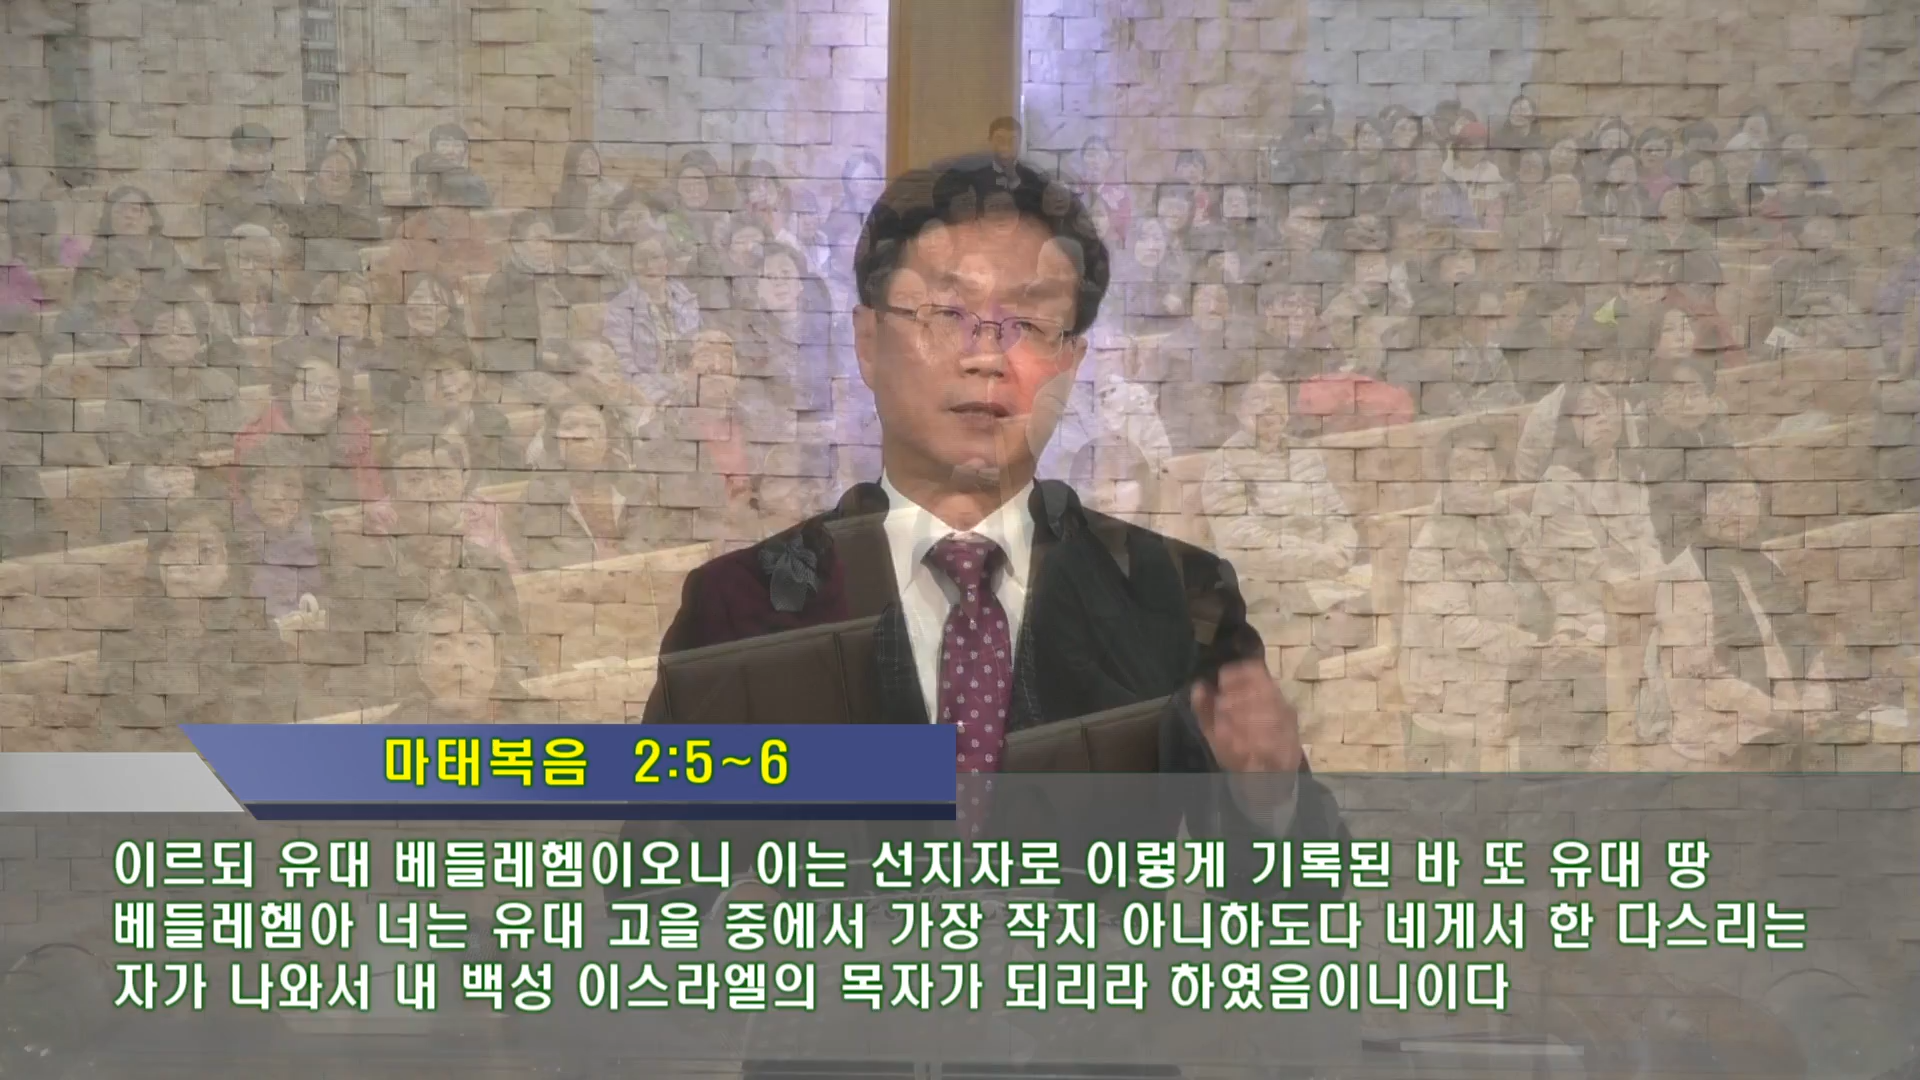 마태복음 2:5~6
이르되 유대 베들레헴이오니 이는 선지자로 이렇게 기록된 바 또 유대 땅
베들레헴아 너는 유대 고을 중에서 가장 작지 아니하도다 네게서 한 다스리는
자가 나와서 내 백성 이스라엘의 목자가 되리라 하였음이니이다